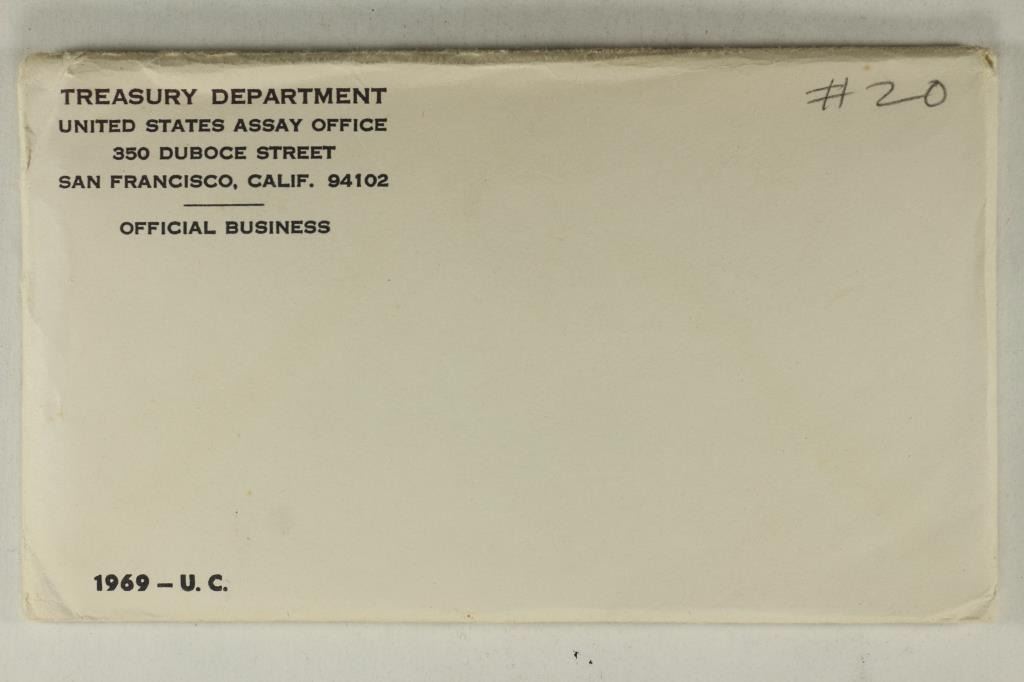 TREASURY DEPARTMENT
UNITED STATES ASSAY OFFICE
350 DUBOCE STREET
SAN FRANCISCO, CALIF. 94102
OFFICIAL BUSINESS
#20
1969 – U. C.